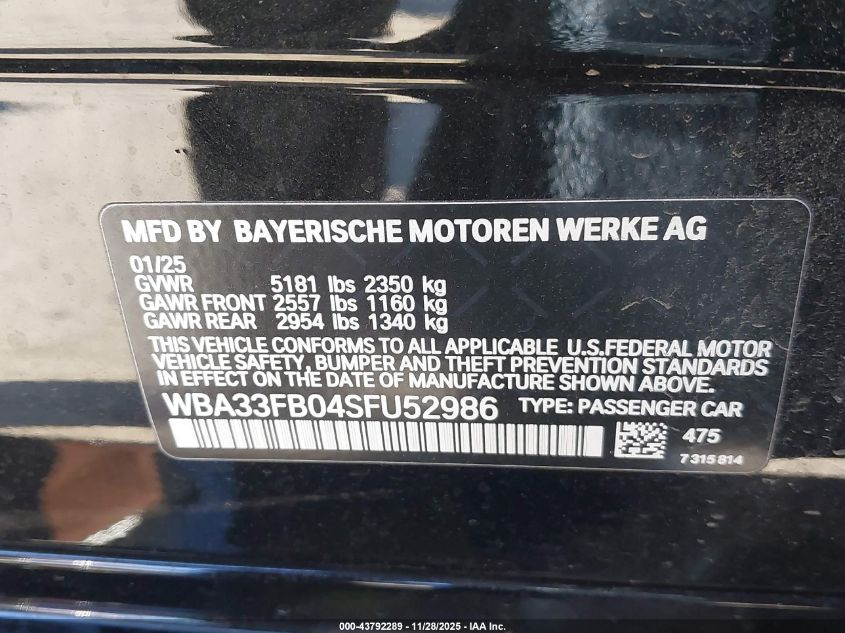 MFD BY BAYERISCHE MOTOREN WERKE AG
01/25
GVWR 5181 lbs 2350 kg
GAWR FRONT 2557 lbs 1160 kg
GAWR REAR 2954 lbs 1340 kg
THIS VEHICLE CONFORMS TO ALL APPLICABLE U.S.FEDERAL MOTOR
VEHICLE SAFETY, BUMPER AND THEFT PREVENTION STANDARDS
IN EFFECT ON THE DATE OF MANUFACTURE SHOWN ABOVE.
WBA33FB04SFU52986 TYPE: PASSENGER CAR
475
7 315 814
000-43792289 - 11/28/2025 - IAA Inc.